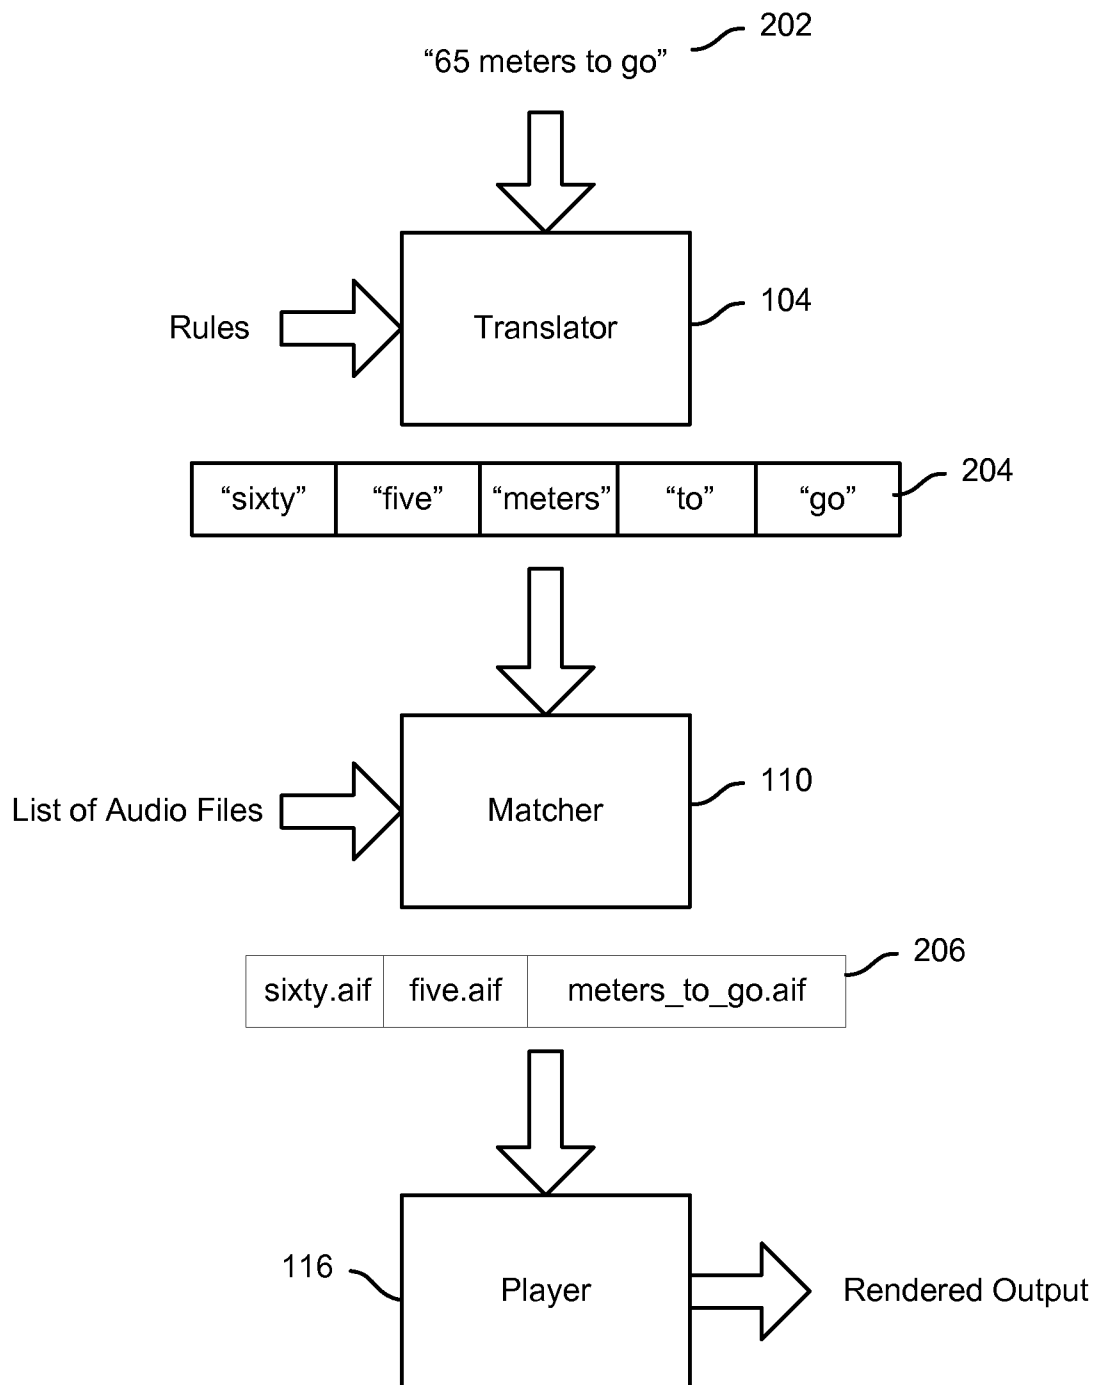 202
“65 meters to go”
104
Rules
Translator
204
“sixty” “five” “meters” “to” “go”
110
List of Audio Files
Matcher
206
sixty.aif five.aif meters_to_go.aif
116
Player
Rendered Output